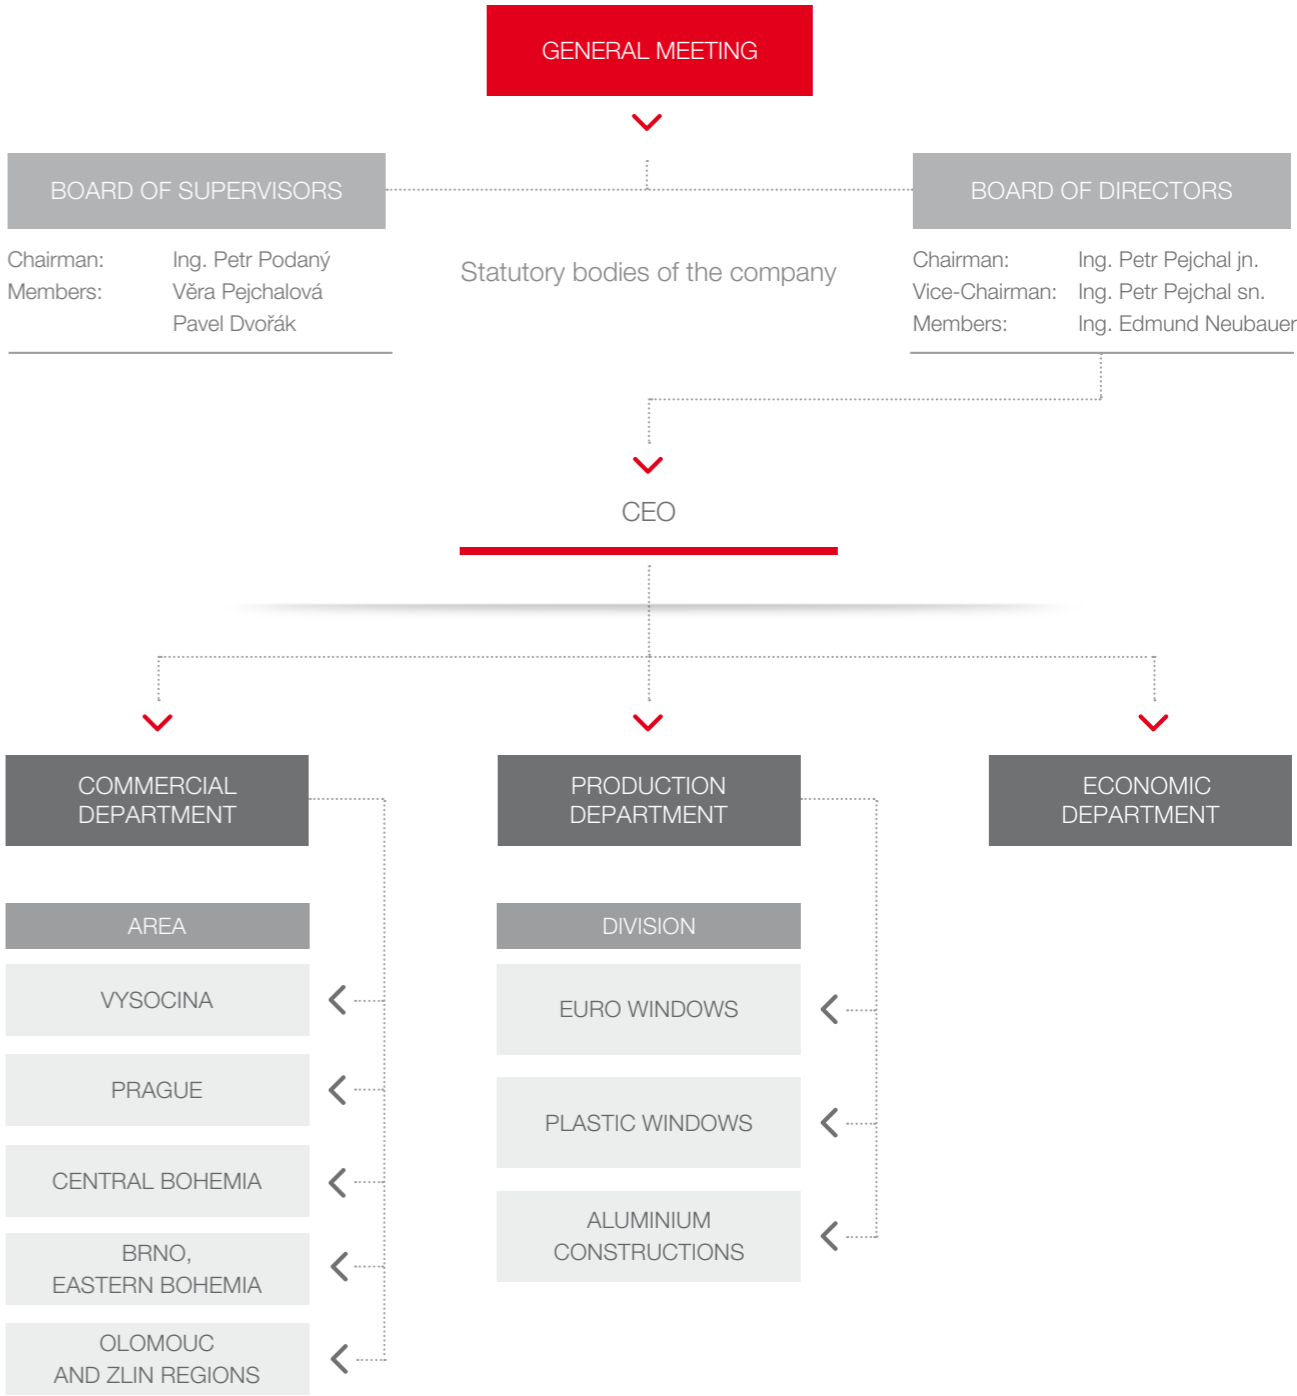 GENERAL MEETING
BOARD OF SUPERVISORS
Chairman: Ing. Petr Podaný
Members: Věra Pejchalová
Pavel Dvořák
Statutory bodies of the company
BOARD OF DIRECTORS
Chairman: Ing. Petr Pejchal jn.
Vice-Chairman: Ing. Petr Pejchal sn.
Members: Ing. Edmund Neubauer
CEO
COMMERCIAL
DEPARTMENT
AREA
VYSOCINA
PRAGUE
CENTRAL BOHEMIA
BRNO,
EASTERN BOHEMIA
OLOMOUC
AND ZLIN REGIONS
PRODUCTION
DEPARTMENT
DIVISION
EURO WINDOWS
PLASTIC WINDOWS
ALUMINIUM
CONSTRUCTIONS
ECONOMIC
DEPARTMENT